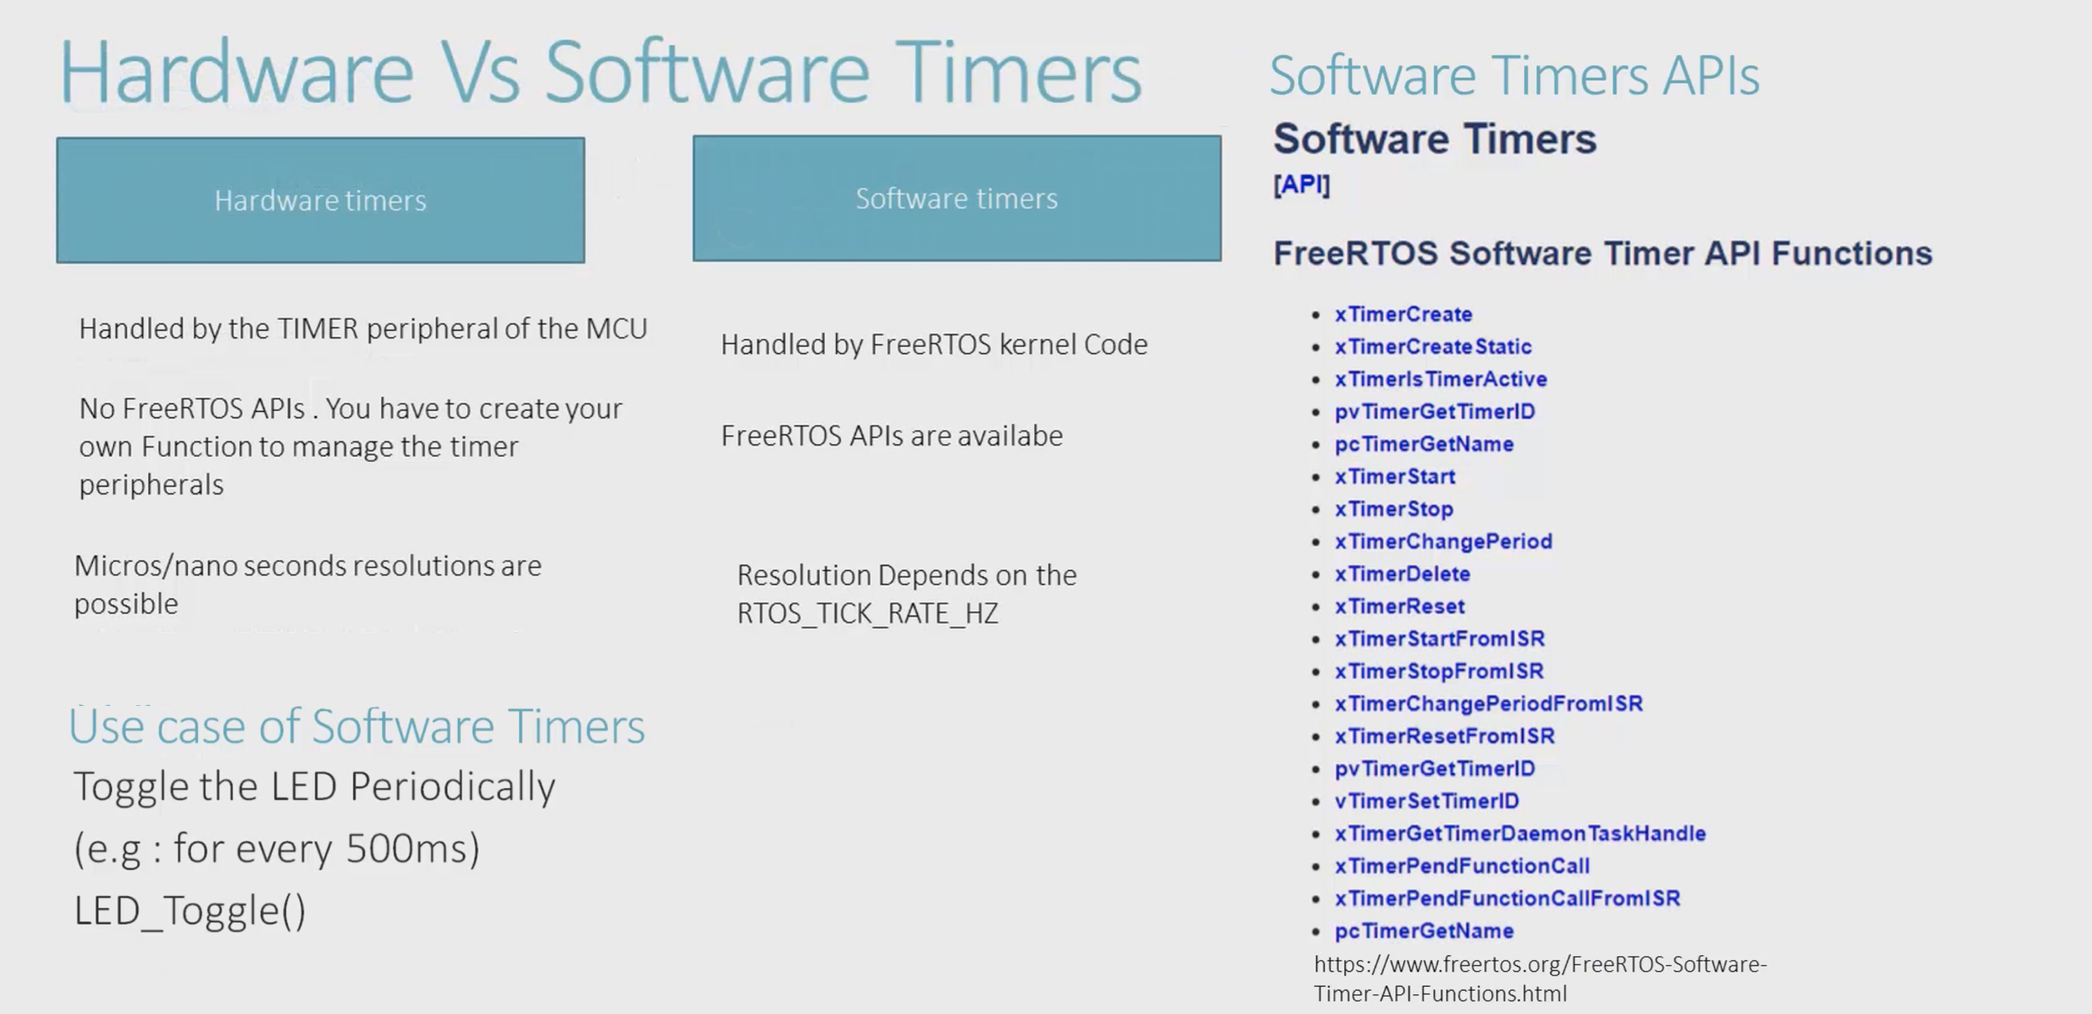 Hardware Vs Software Timers
Hardware timers
Handled by the TIMER peripheral of the MCU
No FreeRTOS APIs . You have to create your
own Function to manage the timer
peripherals
Micros/nano seconds resolutions are
possible
Software timers
Handled by FreeRTOS kernel Code
FreeRTOS APIs are availabe
Resolution Depends on the
RTOS_TICK_RATE_HZ
Use case of Software Timers
Toggle the LED Periodically
(e.g : for every 500ms)
LED_Toggle()
Software Timers APIs
Software Timers
[API]
FreeRTOS Software Timer API Functions
• xTimerCreate
• xTimerCreateStatic
• xTimerIsTimerActive
• pvTimerGetTimerID
• pcTimerGetName
• xTimerStart
• xTimerStop
• xTimerChangePeriod
• xTimerDelete
• xTimerReset
• xTimerStartFromISR
• xTimerStopFromISR
• xTimerChangePeriodFromISR
• xTimerResetFromISR
• pvTimerGetTimerID
• vTimerSetTimerID
• xTimerGetTimerDaemonTaskHandle
• xTimerPendFunctionCall
• xTimerPendFunctionCallFromISR
• pcTimerGetName
https://www.freertos.org/FreeRTOS-Software-
Timer-API-Functions.html